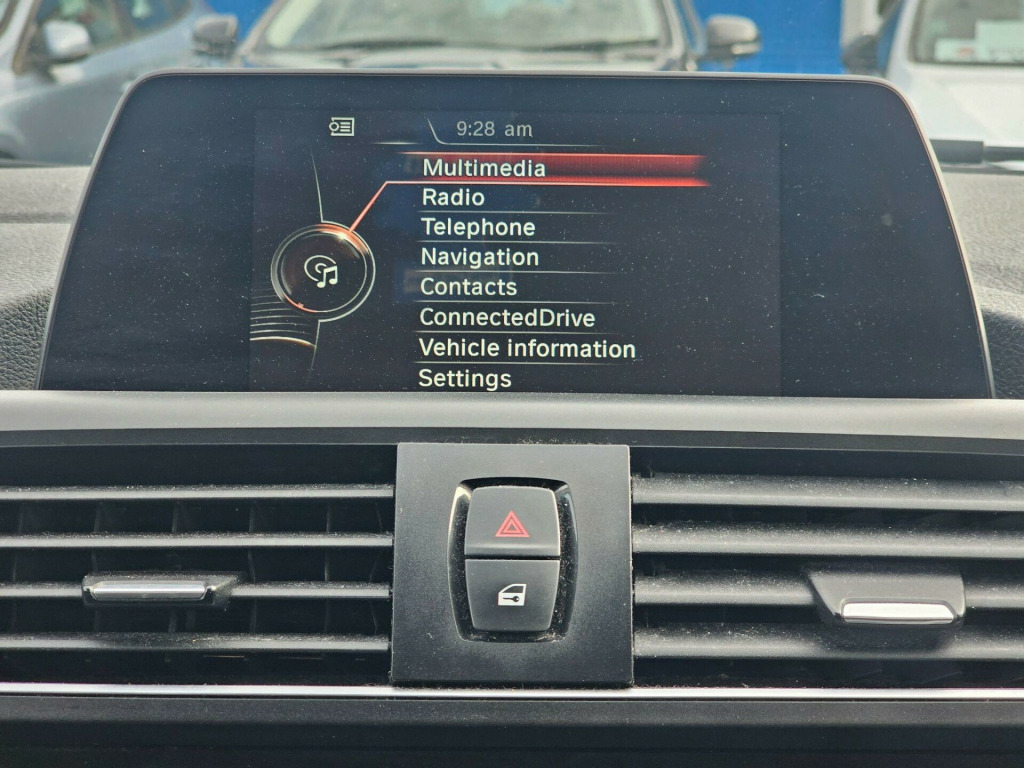 9:28 am
Multimedia
Radio
Telephone
Navigation
Contacts
ConnectedDrive
Vehicle information
Settings